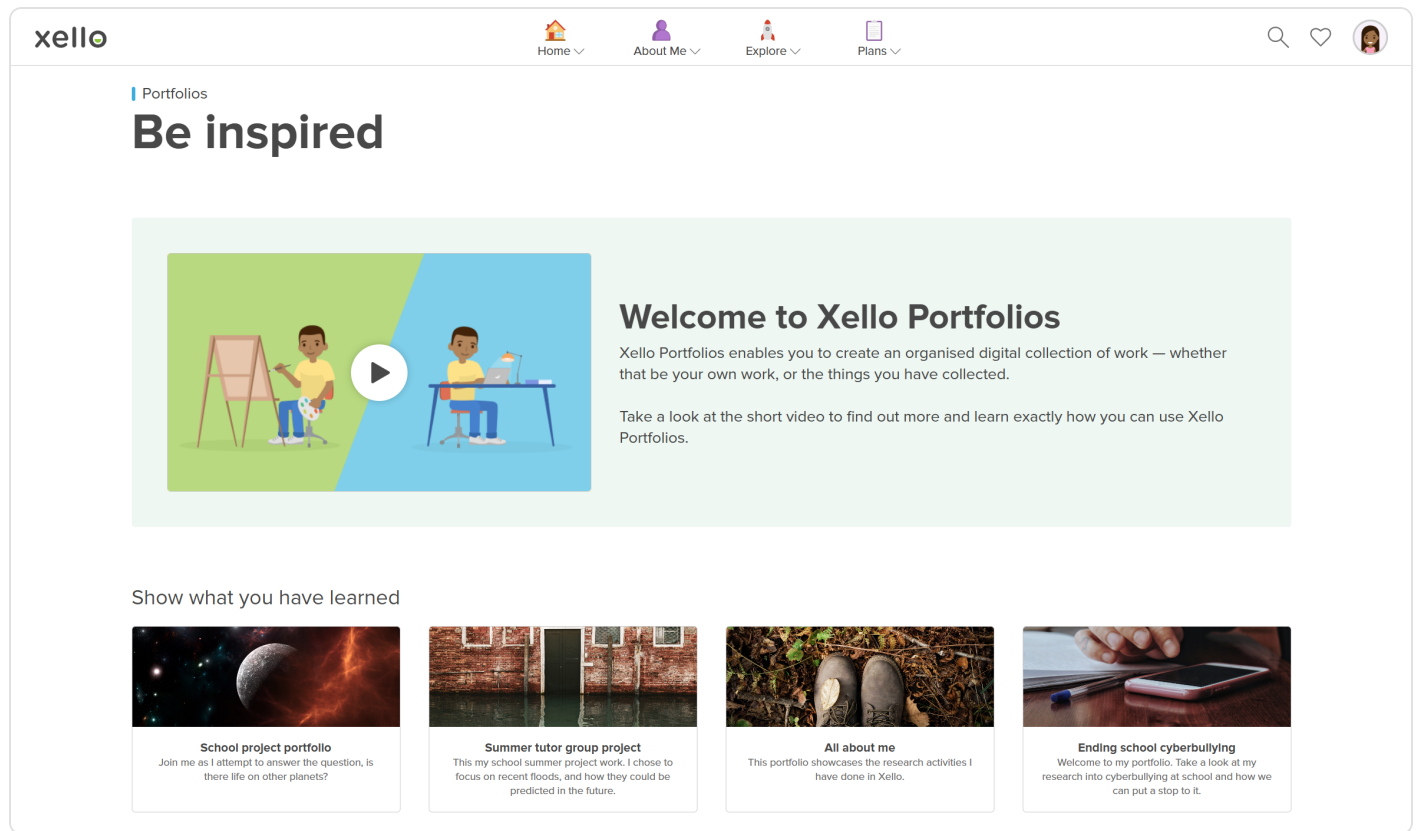 xello
Home
About Me
Explore
Plans
Portfolios
Be inspired
Welcome to Xello Portfolios
Xello Portfolios enables you to create an organised digital collection of work — whether
that be your own work, or the things you have collected.
Take a look at the short video to find out more and learn exactly how you can use Xello
Portfolios.
Show what you have learned
School project portfolio
Join me as I attempt to answer the question, is
there life on other planets?
Summer tutor group project
This my school summer project work. I chose to
focus on recent floods, and how they could be
predicted in the future.
All about me
This portfolio showcases the research activities I
have done in Xello.
Ending school cyberbullying
Welcome to my portfolio. Take a look at my
research into cyberbullying at school and how we
can put a stop to it.